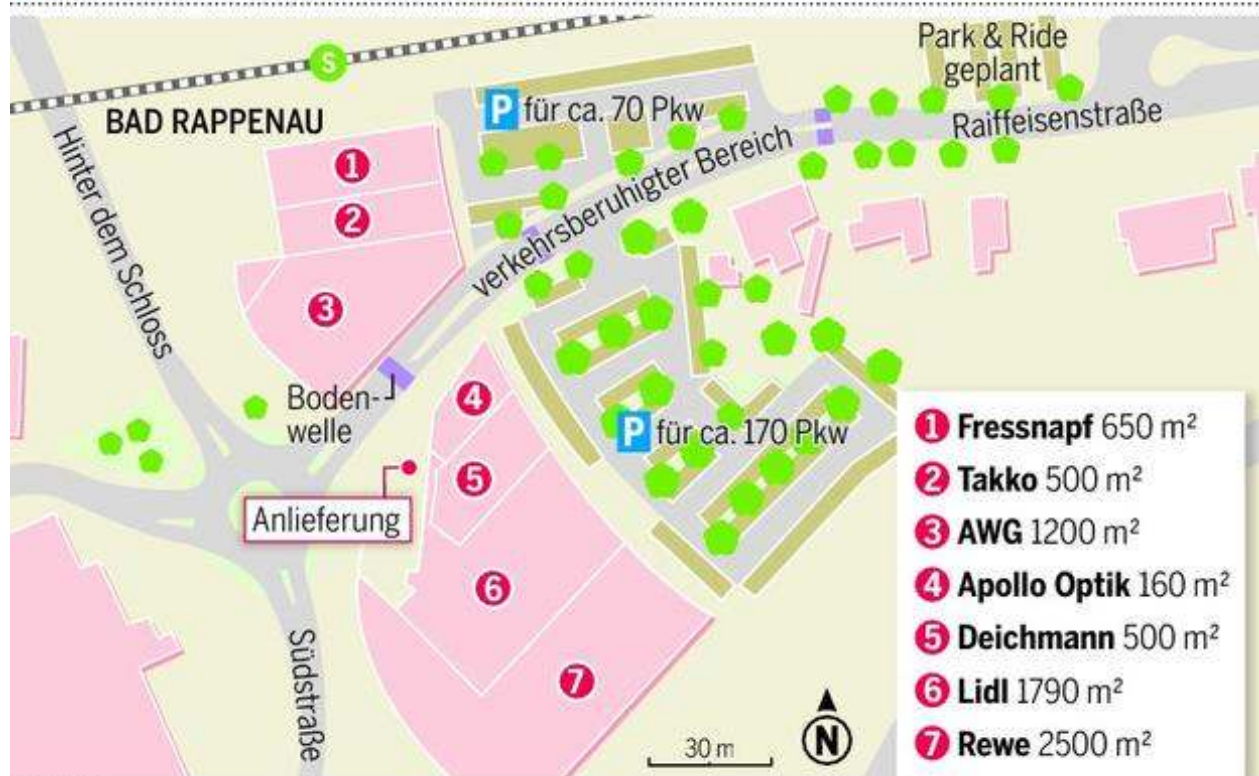 S
BAD RAPPENAU
Hinter dem Schloss
P für ca. 70 Pkw
Park & Ride
geplant
Raiffeisenstraße
verkehrsberuhigter Bereich
1
2
3
Boden-
welle
Anlieferung
4
5
6
7
P für ca. 170 Pkw
Südstraße
30 m
N
1 Fressnapf 650 m²
2 Takko 500 m²
3 AWG 1200 m²
4 Apollo Optik 160 m²
5 Deichmann 500 m²
6 Lidl 1790 m²
7 Rewe 2500 m²